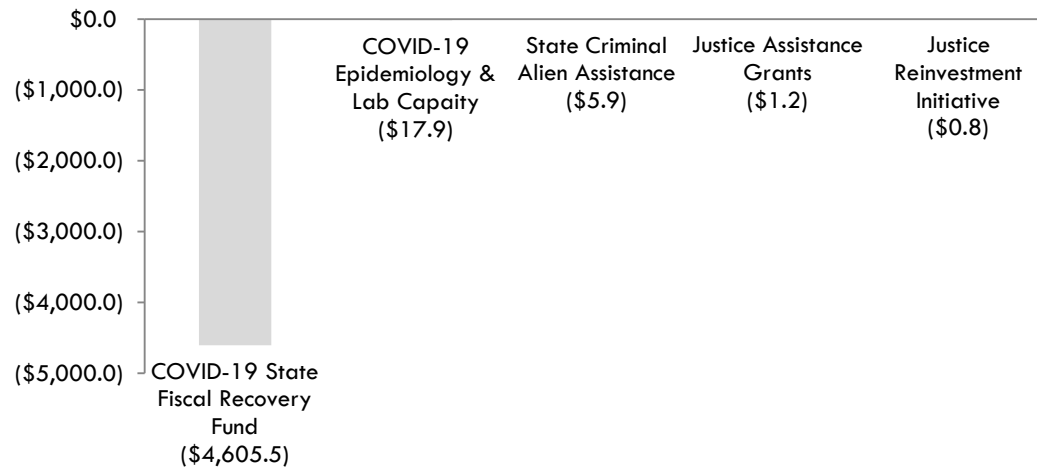 $0.0
($1,000.0)
($2,000.0)
($3,000.0)
($4,000.0)
($5,000.0)
COVID-19 State
Fiscal Recovery
Fund
($4,605.5)
COVID-19
Epidemiology &
Lab Capaity
($17.9)
State Criminal
Alien Assistance
($5.9)
Justice Assistance
Grants
($1.2)
Justice
Reinvestment
Initiative
($0.8)